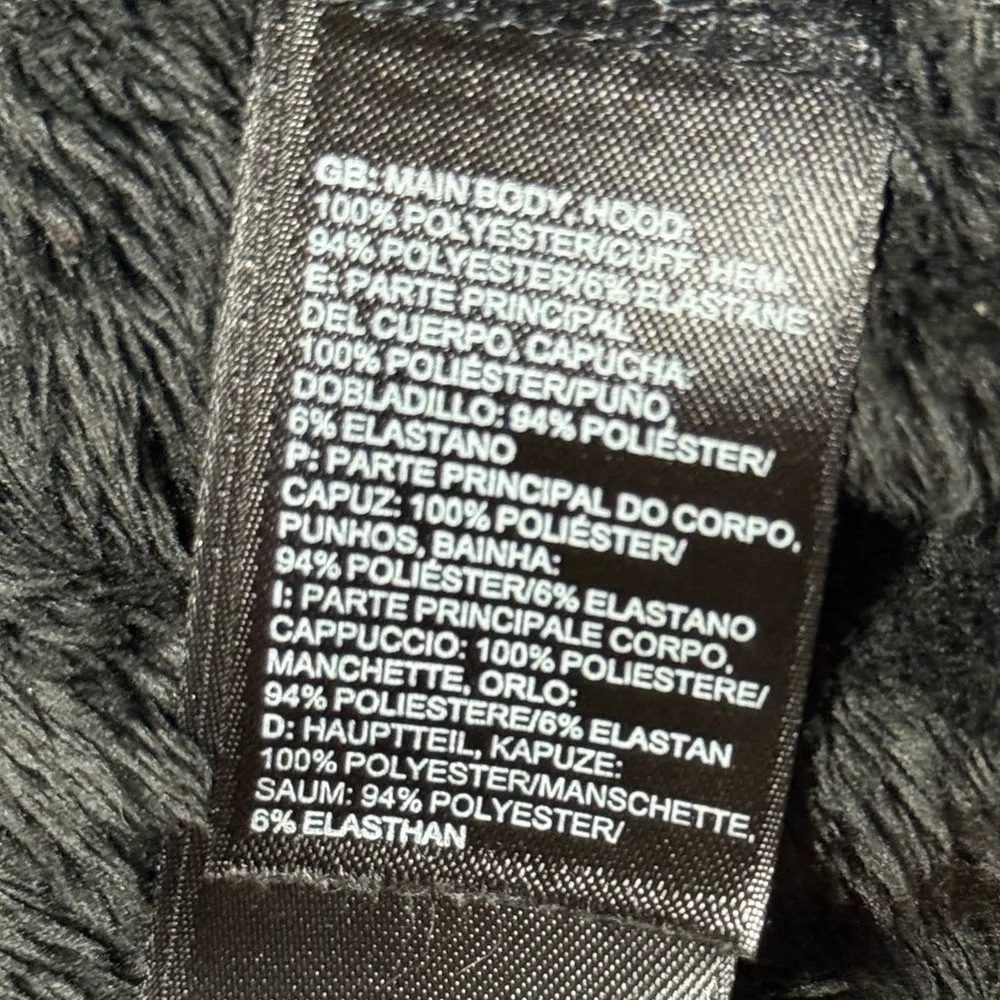 GB: MAIN BODY, HOOD:
100% POLYESTER/CUFF, HEM:
94% POLYESTER/6% ELASTANE
E: PARTE PRINCIPAL
DEL CUERPO, CAPUCHA:
100% POLIÉSTER/PUÑO,
DOBLADILLO: 94% POLIÉSTER/
6% ELASTANO
P: PARTE PRINCIPAL DO CORPO,
CAPUZ: 100% POLIÉSTER/
PUNHOS, BAINHA:
94% POLIÉSTER/6% ELASTANO
I: PARTE PRINCIPALE CORPO,
CAPPUCCIO: 100% POLIESTERE/
MANCHETTE, ORLO:
94% POLIESTERE/6% ELASTAN
D: HAUPTTEIL, KAPUZE:
100% POLYESTER/MANSCHETTE,
SAUM: 94% POLYESTER/
6% ELASTHAN